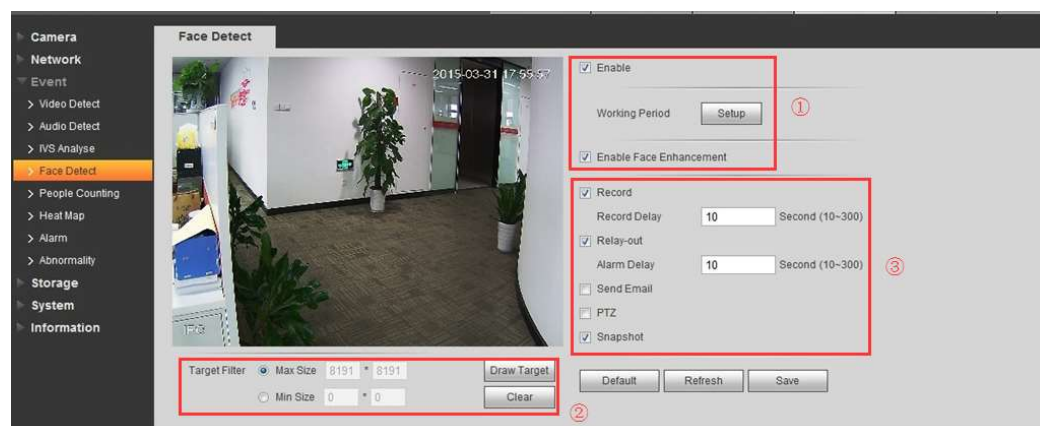 Camera
Network
Event
Video Detect
Audio Detect
IVS Analyse
Face Detect
People Counting
Heat Map
Alarm
Abnormality
Storage
System
Information
Face Detect
2015-03-31 17:55:57
IPC
Target Filter Max Size 8191 * 8191 Draw Target
Min Size 0 * 0 Clear
②
Enable
Working Period Setup
①
Enable Face Enhancement
Record
Record Delay 10 Second (10~300)
Relay-out
Alarm Delay 10 Second (10~300)
③
Send Email
PTZ
Snapshot
Default Refresh Save